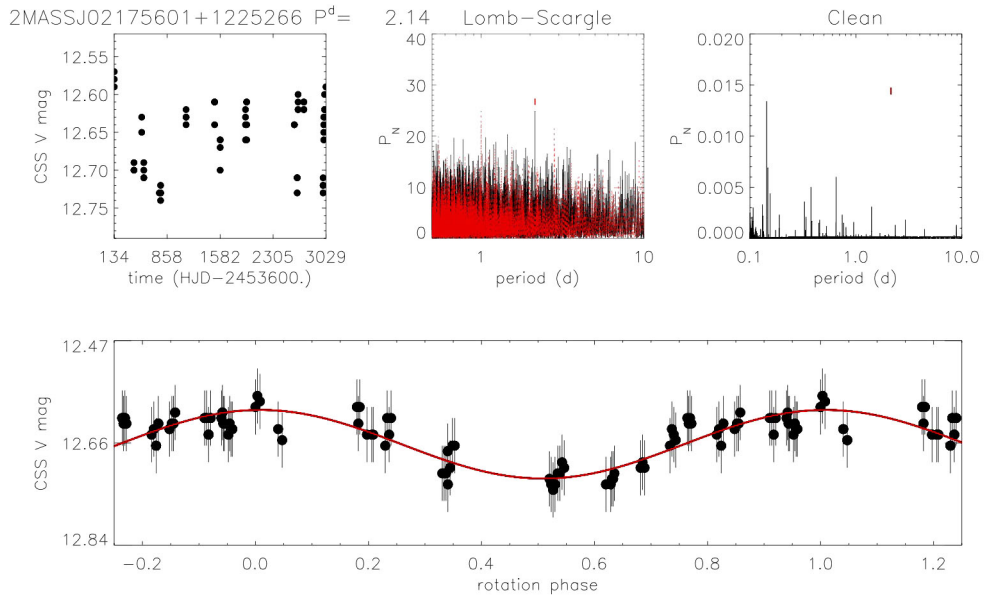 2MASSJ02175601+1225266 P^d= 2.14 Lomb-Scargle Clean
12.55
12.60
12.65
12.70
12.75
CSS V mag
134 858 1582 2305 3029
time (HJD-2453600.)
40
30
20
10
0
P_N
1 10
period (d)
0.020
0.015
0.010
0.005
0.000
P_N
0.1 1.0 10.0
period (d)
12.47
12.66
12.84
CSS V mag
-0.2 0.0 0.2 0.4 0.6 0.8 1.0 1.2
rotation phase